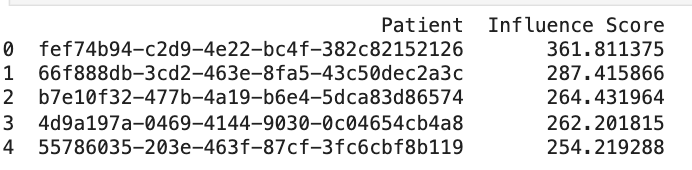 Patient Influence Score
0 fef74b94-c2d9-4e22-bc4f-382c82152126 361.811375
1 66f888db-3cd2-463e-8fa5-43c50dec2a3c 287.415866
2 b7e10f32-477b-4a19-b6e4-5dca83d86574 264.431964
3 4d9a197a-0469-4144-9030-0c04654cb4a8 262.201815
4 55786035-203e-463f-87cf-3fc6cbf8b119 254.219288